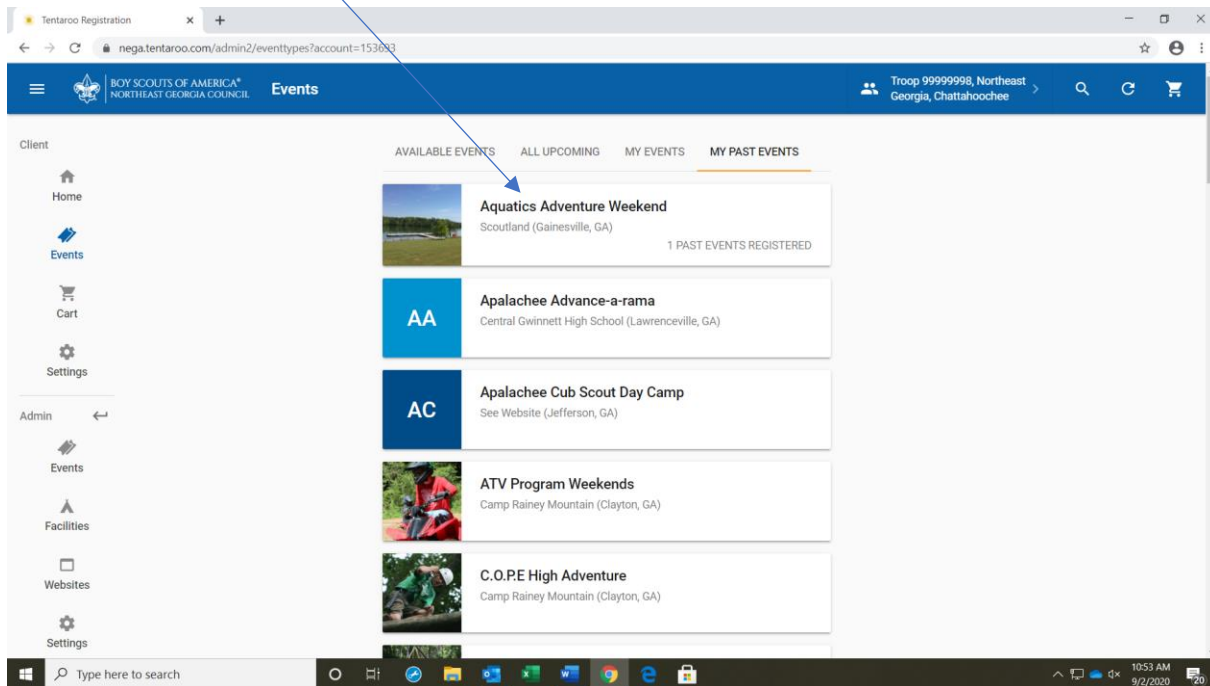 Tentaroo Registration
nega.tentaroo.com/admin2/eventtypes?account=153693
BOY SCOUTS OF AMERICA®
NORTHEAST GEORGIA COUNCIL
Events
Troop 99999998, Northeast
Georgia, Chattahoochee
Client
Home
Events
Cart
Settings
Admin
Events
Facilities
Websites
Settings
AVAILABLE EVENTS ALL UPCOMING MY EVENTS MY PAST EVENTS
Aquatics Adventure Weekend
Scoutland (Gainesville, GA)
1 PAST EVENTS REGISTERED
AA
Apalachee Advance-a-rama
Central Gwinnett High School (Lawrenceville, GA)
AC
Apalachee Cub Scout Day Camp
See Website (Jefferson, GA)
ATV Program Weekends
Camp Rainey Mountain (Clayton, GA)
C.O.P.E High Adventure
Camp Rainey Mountain (Clayton, GA)
Type here to search
10:53 AM
9/2/2020
20